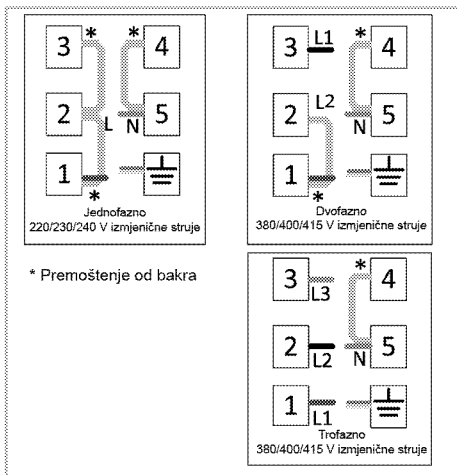 3 * * 4
2 L N 5
1 *
Jednofazno
220/230/240 V izmjenične struje
3 L1 * 4
2 L2 N 5
1 *
Dvofazno
380/400/415 V izmjenične struje
* Premoštenje od bakra
3 L3 * 4
2 L2 N 5
1 L1
Trofazno
380/400/415 V izmjenične struje